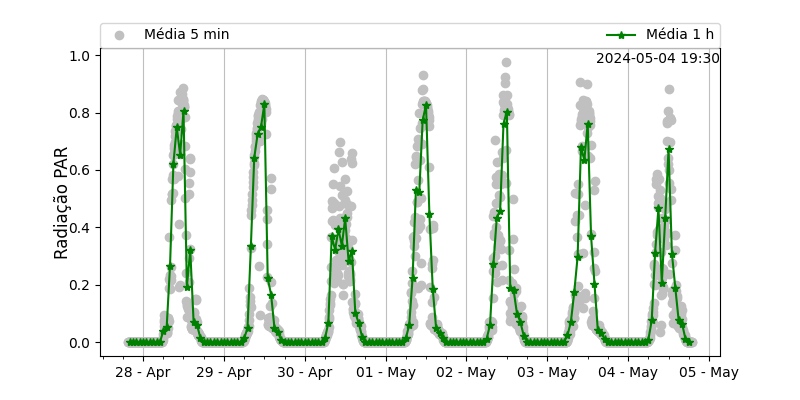 Média 5 min
Média 1 h
2024-05-04 19:30
Radiação PAR
1.0
0.8
0.6
0.4
0.2
0.0
28 - Apr
29 - Apr
30 - Apr
01 - May
02 - May
03 - May
04 - May
05 - May